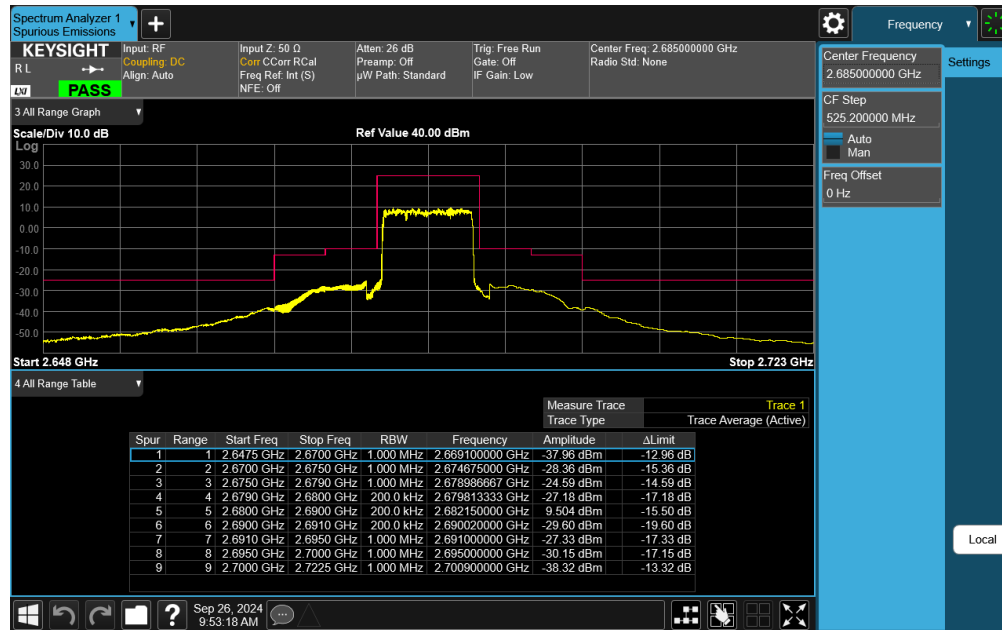 Spectrum Analyzer 1
Spurious Emissions
Frequency
KEYSIGHT
R L
LXI
PASS
Input: RF
Coupling: DC
Align: Auto
Input Z: 50 Ω
Corr CCorr RCal
Freq Ref: Int (S)
NFE: Off
Atten: 26 dB
Preamp: Off
µW Path: Standard
Trig: Free Run
Gate: Off
IF Gain: Low
Center Freq: 2.685000000 GHz
Radio Std: None
Center Frequency
2.685000000 GHz
Settings
CF Step
525.200000 MHz
Auto
Man
Freq Offset
0 Hz
Local
3 All Range Graph
Scale/Div 10.0 dB
Ref Value 40.00 dBm
Log
30.0
20.0
10.0
0.00
-10.0
-20.0
-30.0
-40.0
-50.0
Start 2.648 GHz
Stop 2.723 GHz
4 All Range Table
Measure Trace Trace 1
Trace Type Trace Average (Active)
Spur Range Start Freq Stop Freq RBW Frequency Amplitude ΔLimit
1 1 2.6475 GHz 2.6700 GHz 1.000 MHz 2.669100000 GHz -37.96 dBm -12.96 dB
2 2 2.6700 GHz 2.6750 GHz 1.000 MHz 2.674675000 GHz -28.36 dBm -15.36 dB
3 3 2.6750 GHz 2.6790 GHz 1.000 MHz 2.678986667 GHz -24.59 dBm -14.59 dB
4 4 2.6790 GHz 2.6800 GHz 200.0 kHz 2.679813333 GHz -27.18 dBm -17.18 dB
5 5 2.6800 GHz 2.6900 GHz 200.0 kHz 2.682150000 GHz 9.504 dBm -15.50 dB
6 6 2.6900 GHz 2.6910 GHz 200.0 kHz 2.690020000 GHz -29.60 dBm -19.60 dB
7 7 2.6910 GHz 2.6950 GHz 1.000 MHz 2.691000000 GHz -27.33 dBm -17.33 dB
8 8 2.6950 GHz 2.7000 GHz 1.000 MHz 2.695000000 GHz -30.15 dBm -17.15 dB
9 9 2.7000 GHz 2.7225 GHz 1.000 MHz 2.700900000 GHz -38.32 dBm -13.32 dB
Sep 26, 2024
9:53:18 AM